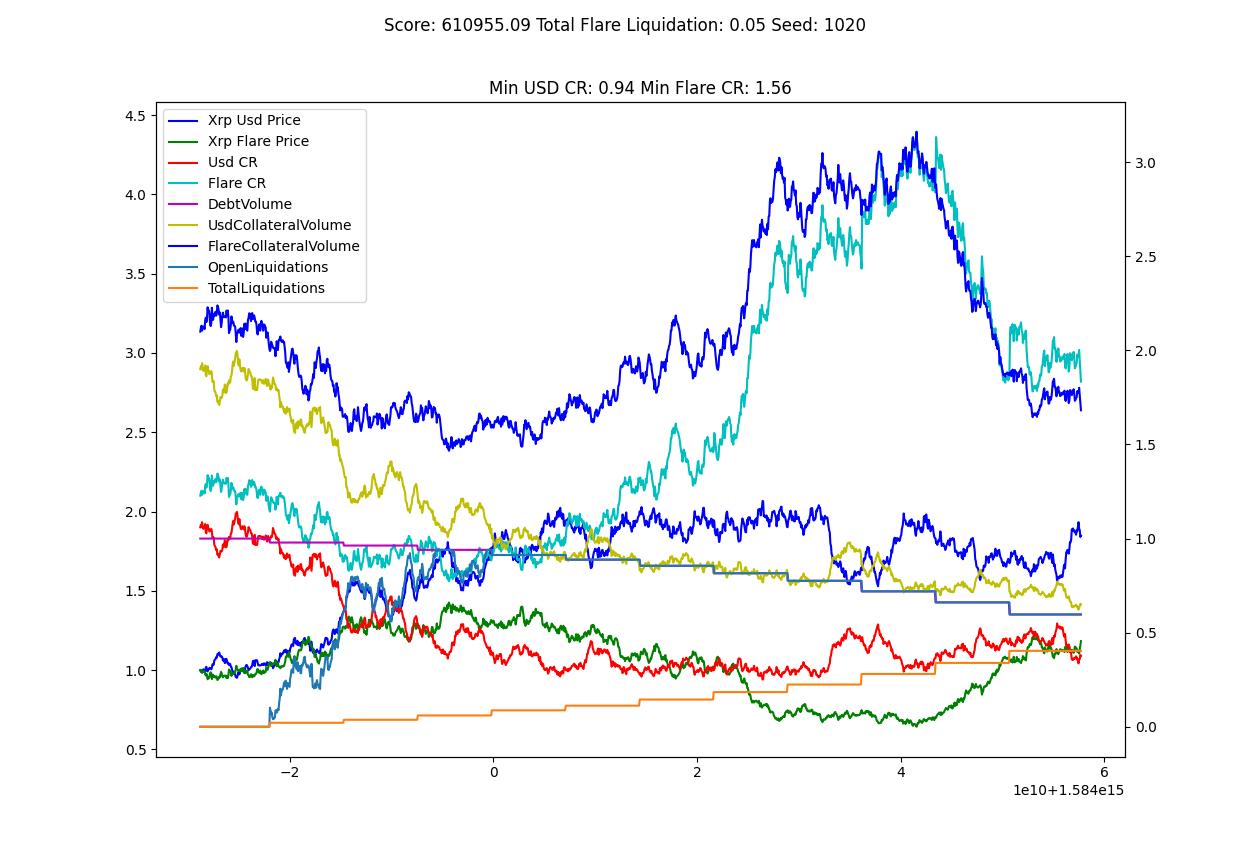 Score: 610955.09 Total Flare Liquidation: 0.05 Seed: 1020
Min USD CR: 0.94 Min Flare CR: 1.56
Xrp Usd Price
Xrp Flare Price
Usd CR
Flare CR
DebtVolume
UsdCollateralVolume
FlareCollateralVolume
OpenLiquidations
TotalLiquidations
4.5
4.0
3.5
3.0
2.5
2.0
1.5
1.0
0.5
3.0
2.5
2.0
1.5
1.0
0.5
0.0
−2 0 2 4 6
1e10+1.584e15